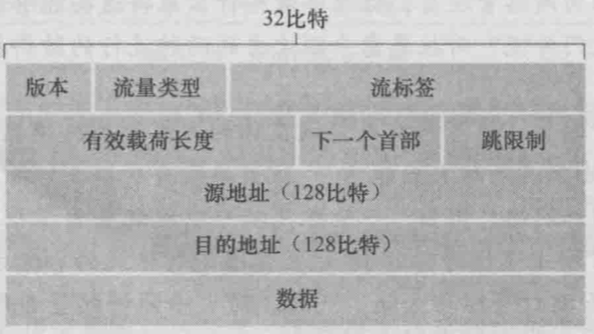 32比特
版本 流量类型 流标签
有效载荷长度 下一个首部 跳限制
源地址（128比特）
目的地址（128比特）
数据